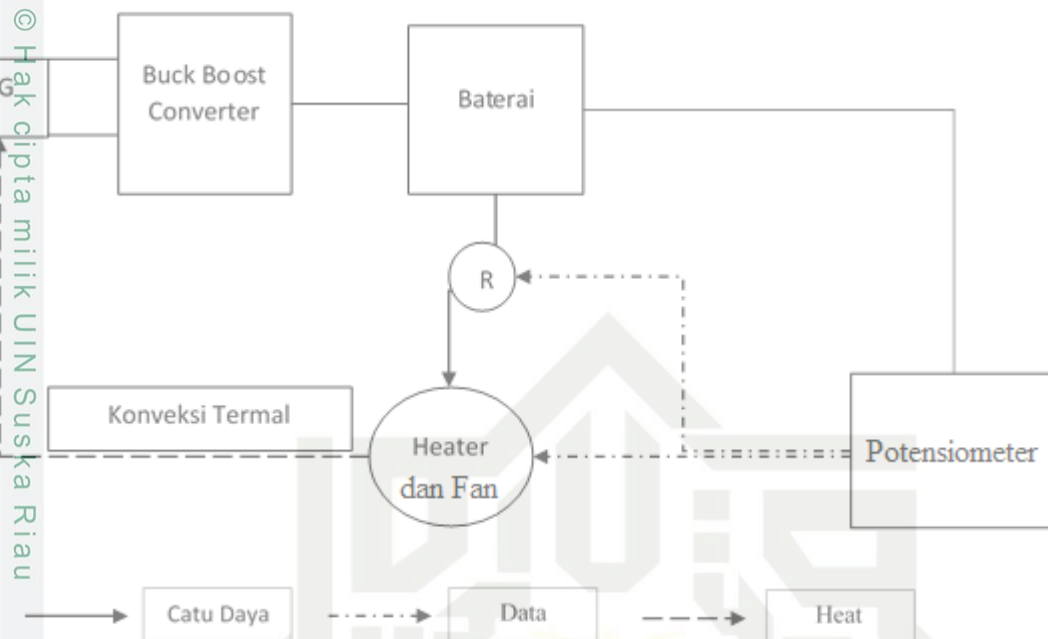 © Hak cipta milik UIN Suska Riau
G
Buck Boost
Converter
Baterai
R
Konveksi Termal
Heater
dan Fan
Potensiometer
Catu Daya
Data
Heat